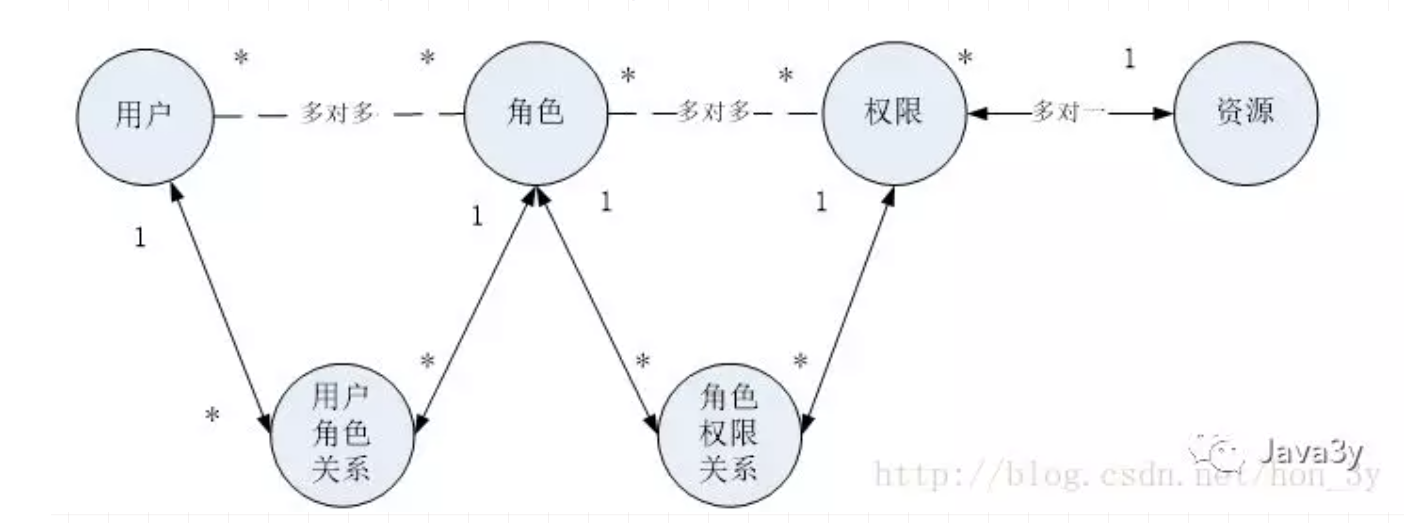 * * * * * 1
用户 多对多 角色 多对多 权限 多对一 资源
1 1 1 1
* * * *
用户
角色
关系
角色
权限
关系
Java3y
http://blog.csdn.net/hon_3y